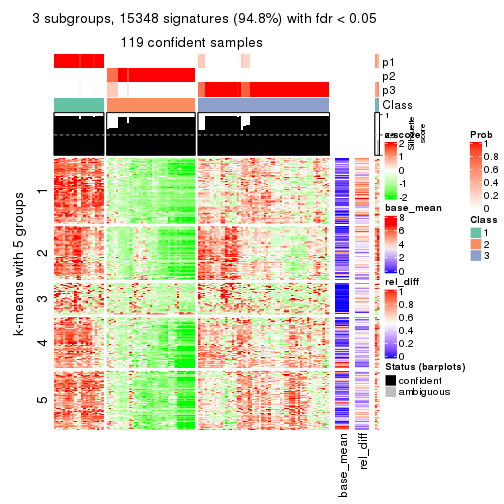 3 subgroups, 15348 signatures (94.8%) with fdr < 0.05
119 confident samples
p1
p2
p3
Class
1
Silhouette
score
z-score
2
1
0
-1
-2
base_mean
8
6
4
2
0
rel_diff
1
0.8
0.6
0.4
0.2
0
Status (barplots)
confident
ambiguous
Prob
1
0.8
0.6
0.4
0.2
0
Class
1
2
3
k-means with 5 groups
1
2
3
4
5
base_mean
rel_diff